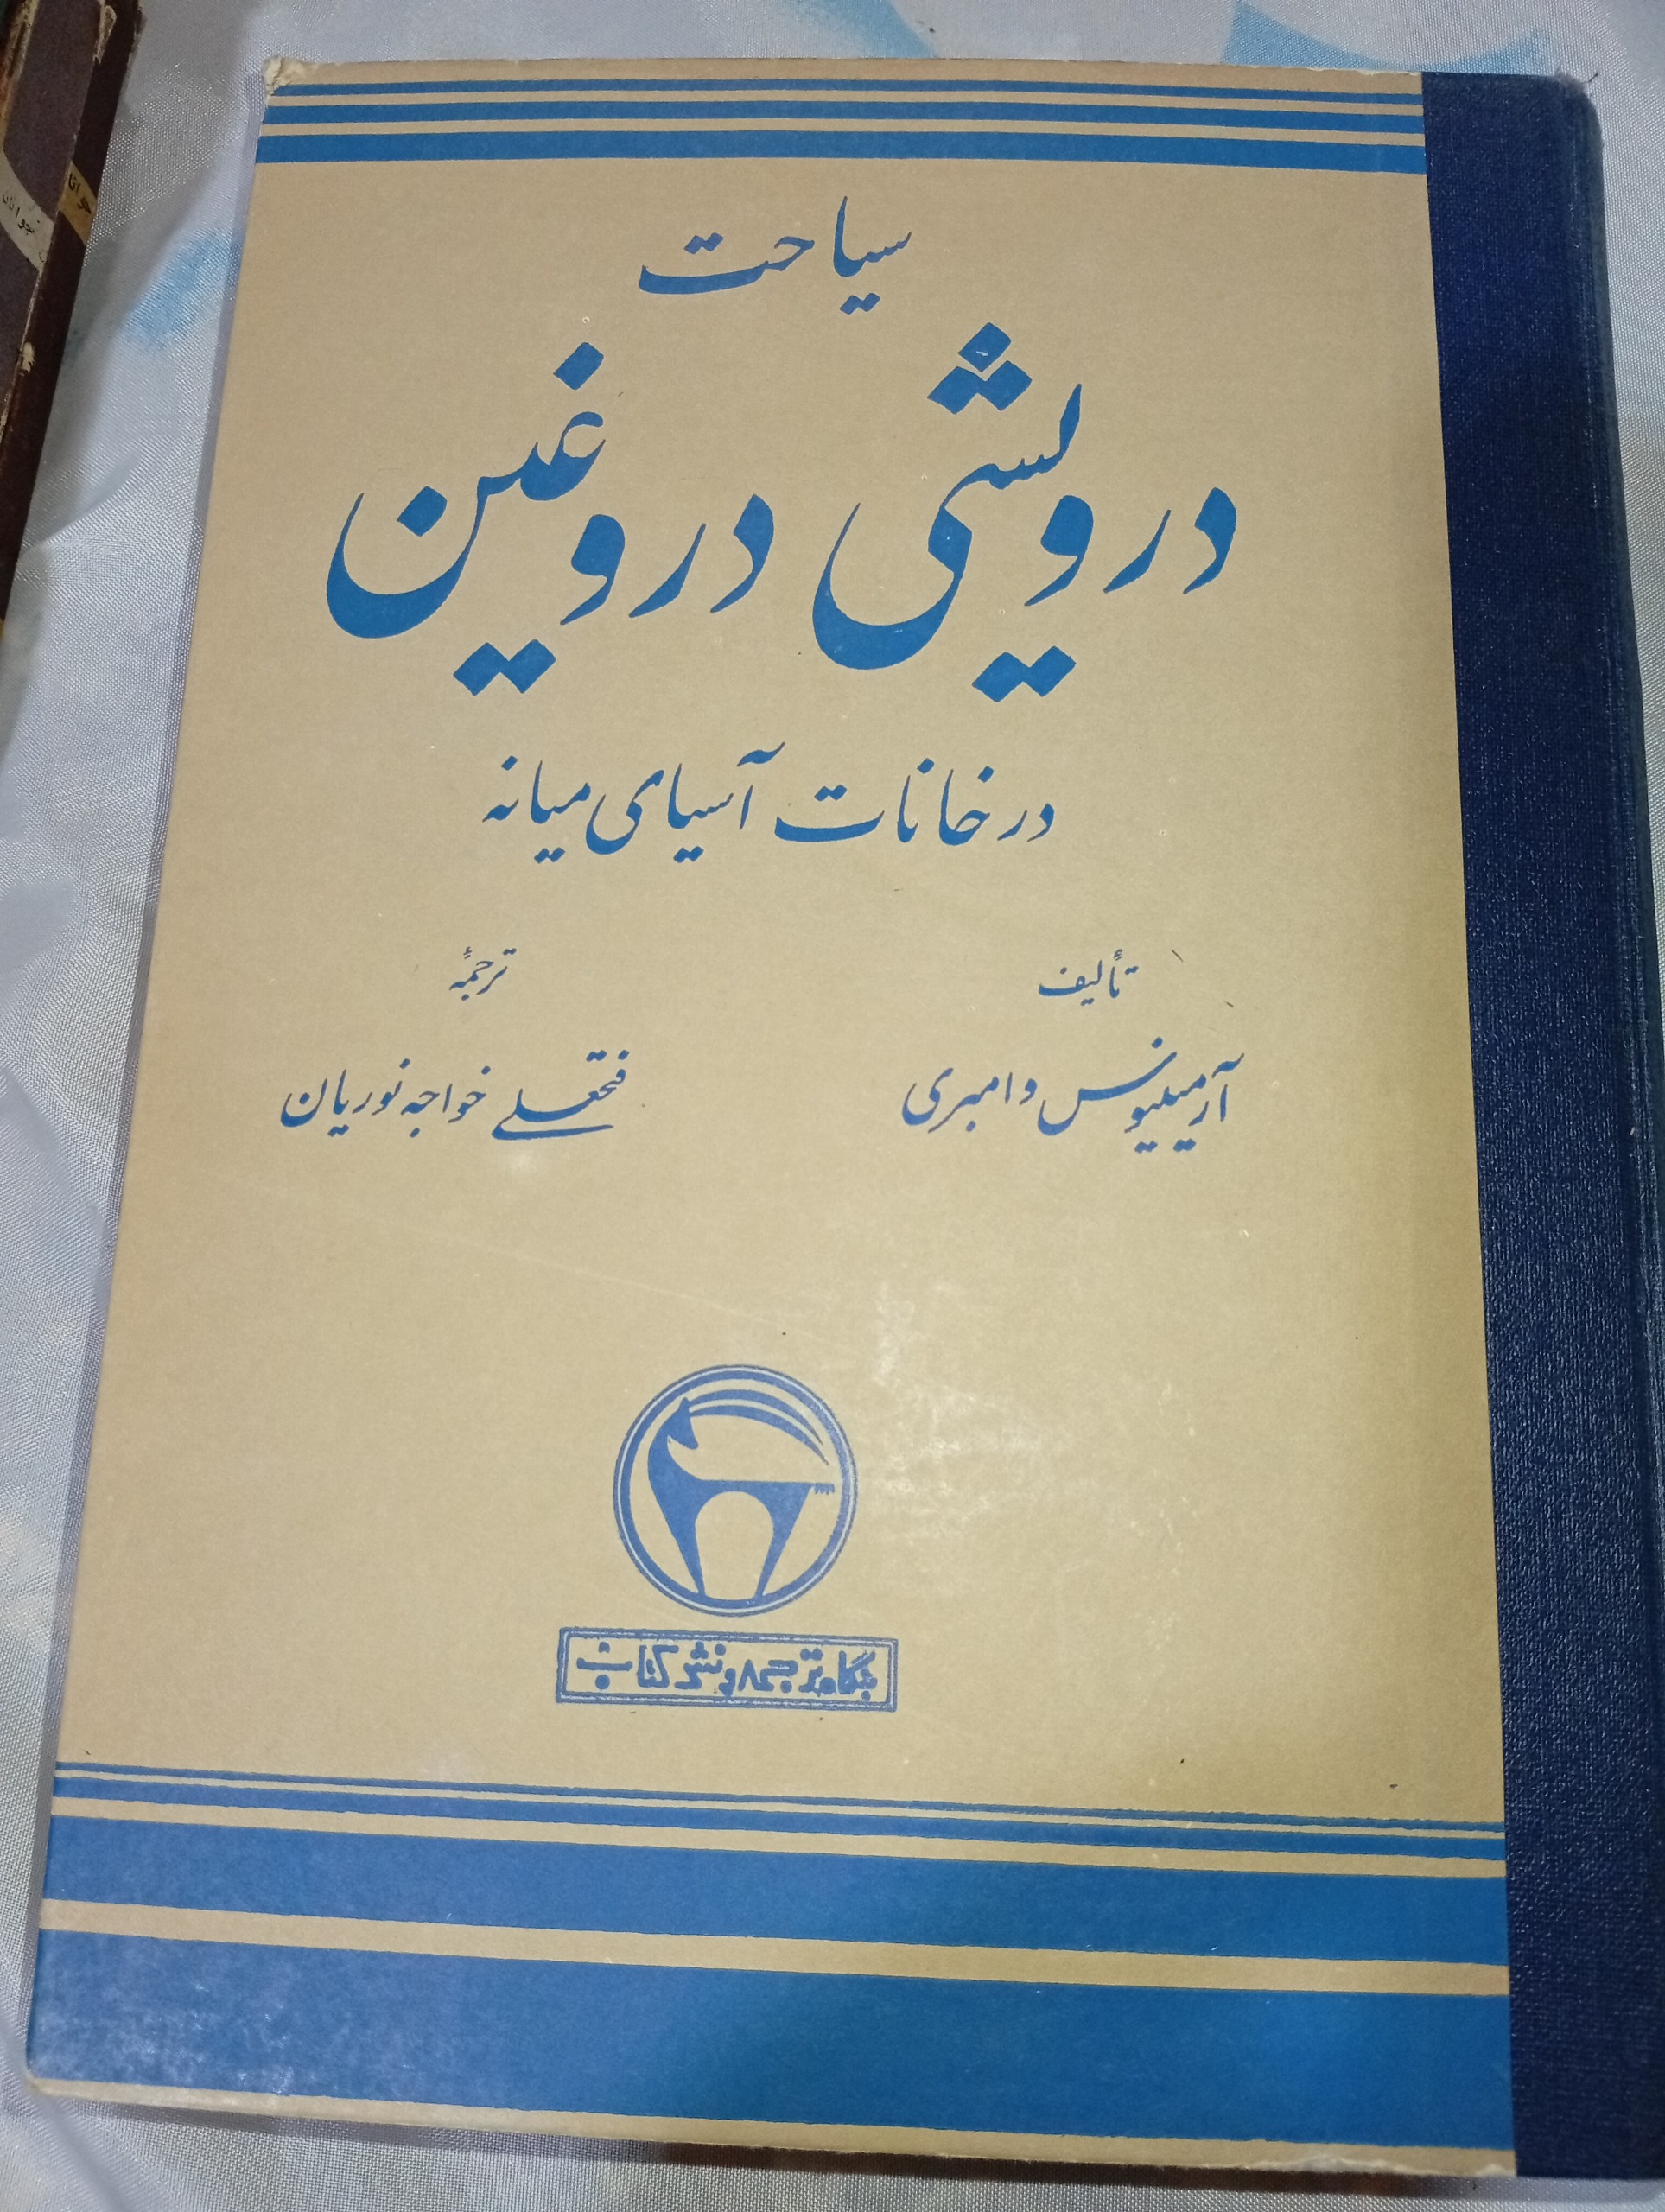 سیاحت
درویشی دروغین
در خانات آسیای میانه
تألیف
آرمینیوس وامبری
ترجمهٔ
فتحعلی خواجه نوریان
بنگاه ترجمه و نشر کتاب